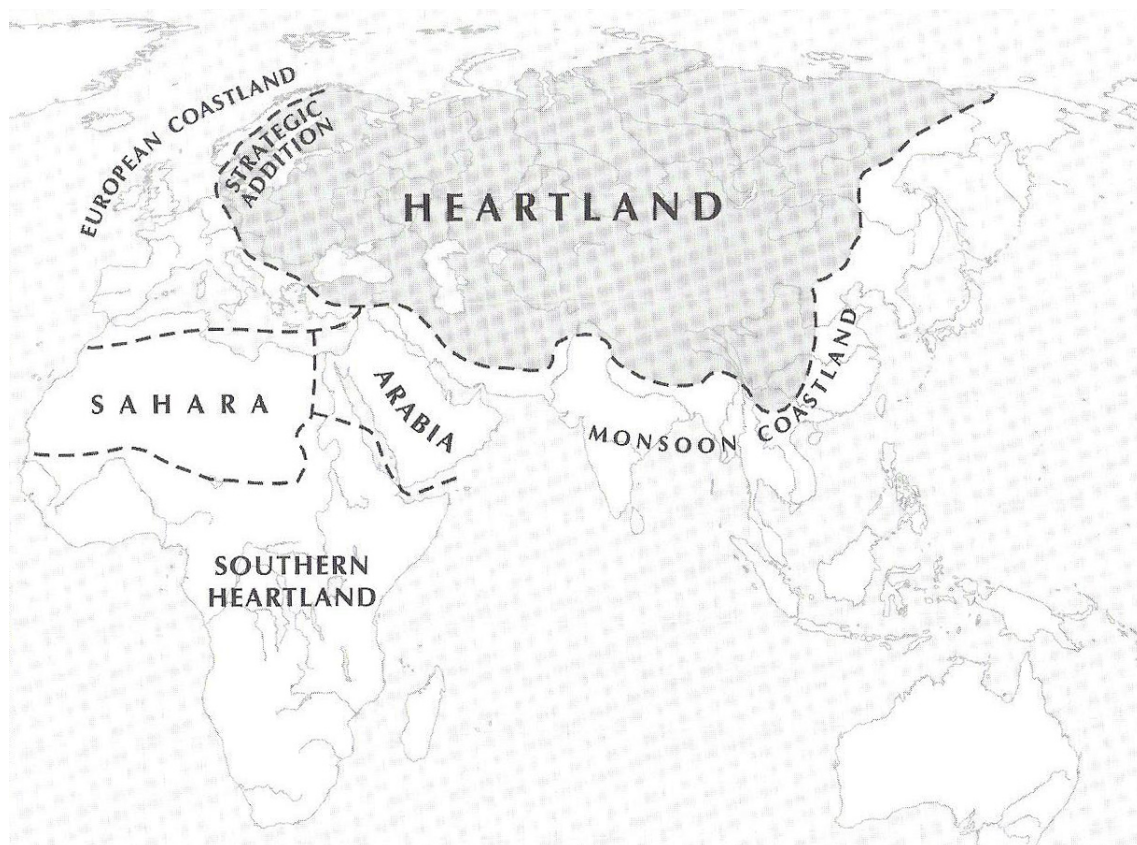 EUROPEAN COASTLAND
STRATEGIC
ADDITION
HEARTLAND
SAHARA
ARABIA
MONSOON COASTLAND
SOUTHERN
HEARTLAND